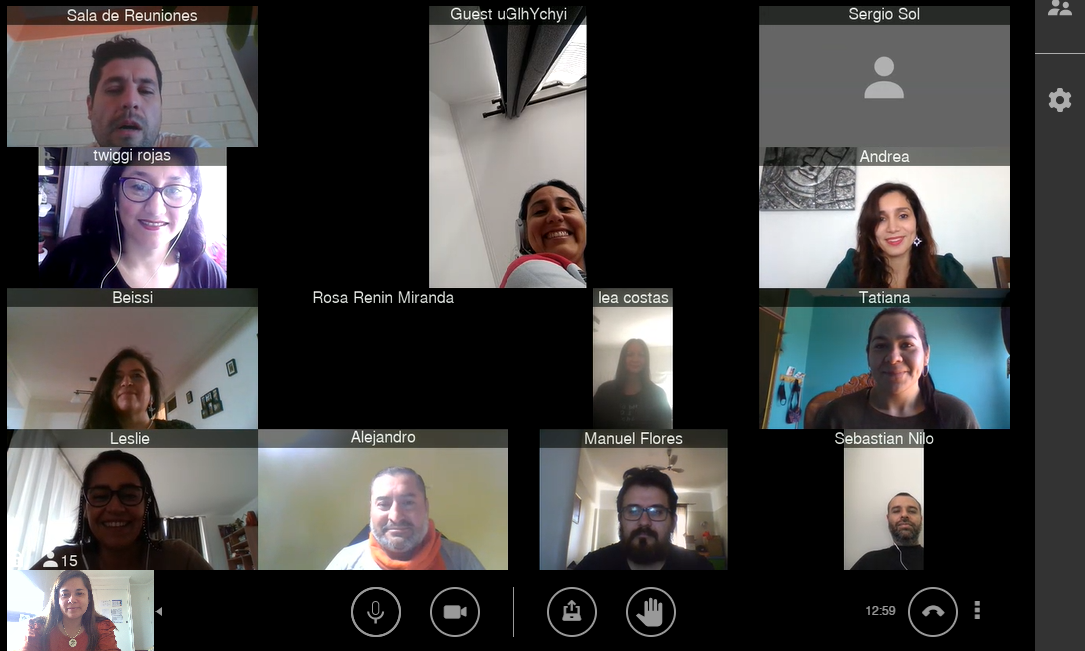 Sala de Reuniones
Guest uGlhYchyi
Sergio Sol
twiggi rojas
Andrea
Beissi
Rosa Renin Miranda
lea costas
Tatiana
Leslie
Alejandro
Manuel Flores
Sebastian Nilo
15
12:59